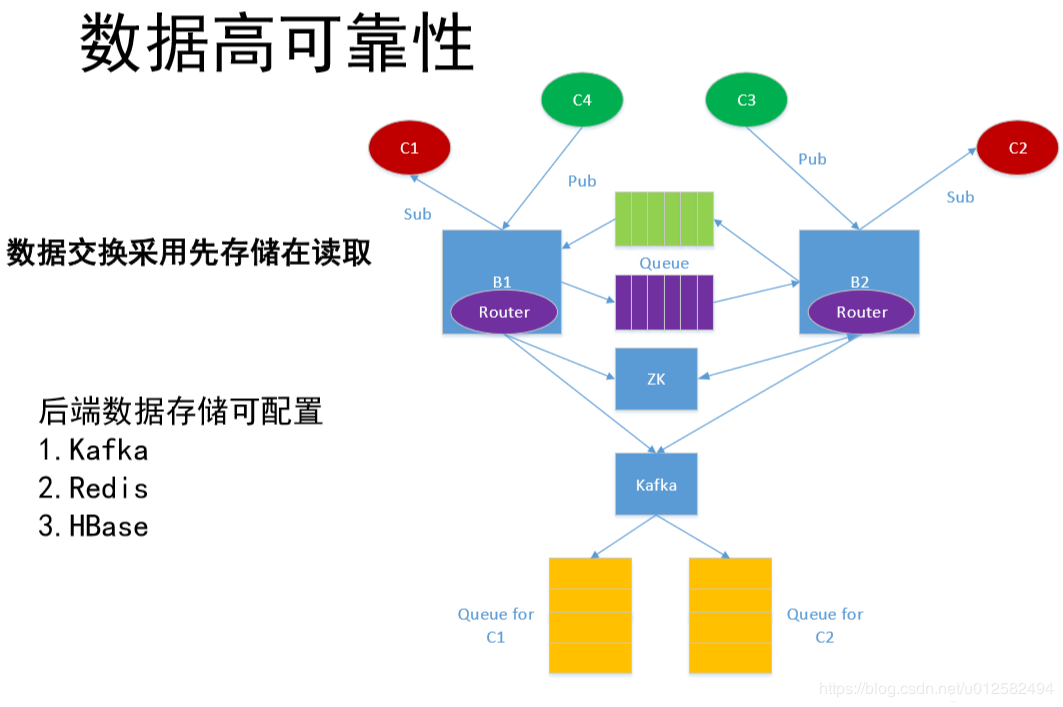 数据高可靠性
C4
C3
C1
C2
Pub
Pub
Sub
Sub
数据交换采用先存储在读取
Queue
B1
B2
Router
Router
ZK
后端数据存储可配置
1.Kafka
2.Redis
3.HBase
Kafka
Queue for
C1
Queue for
C2
https://blog.csdn.net/u012582494